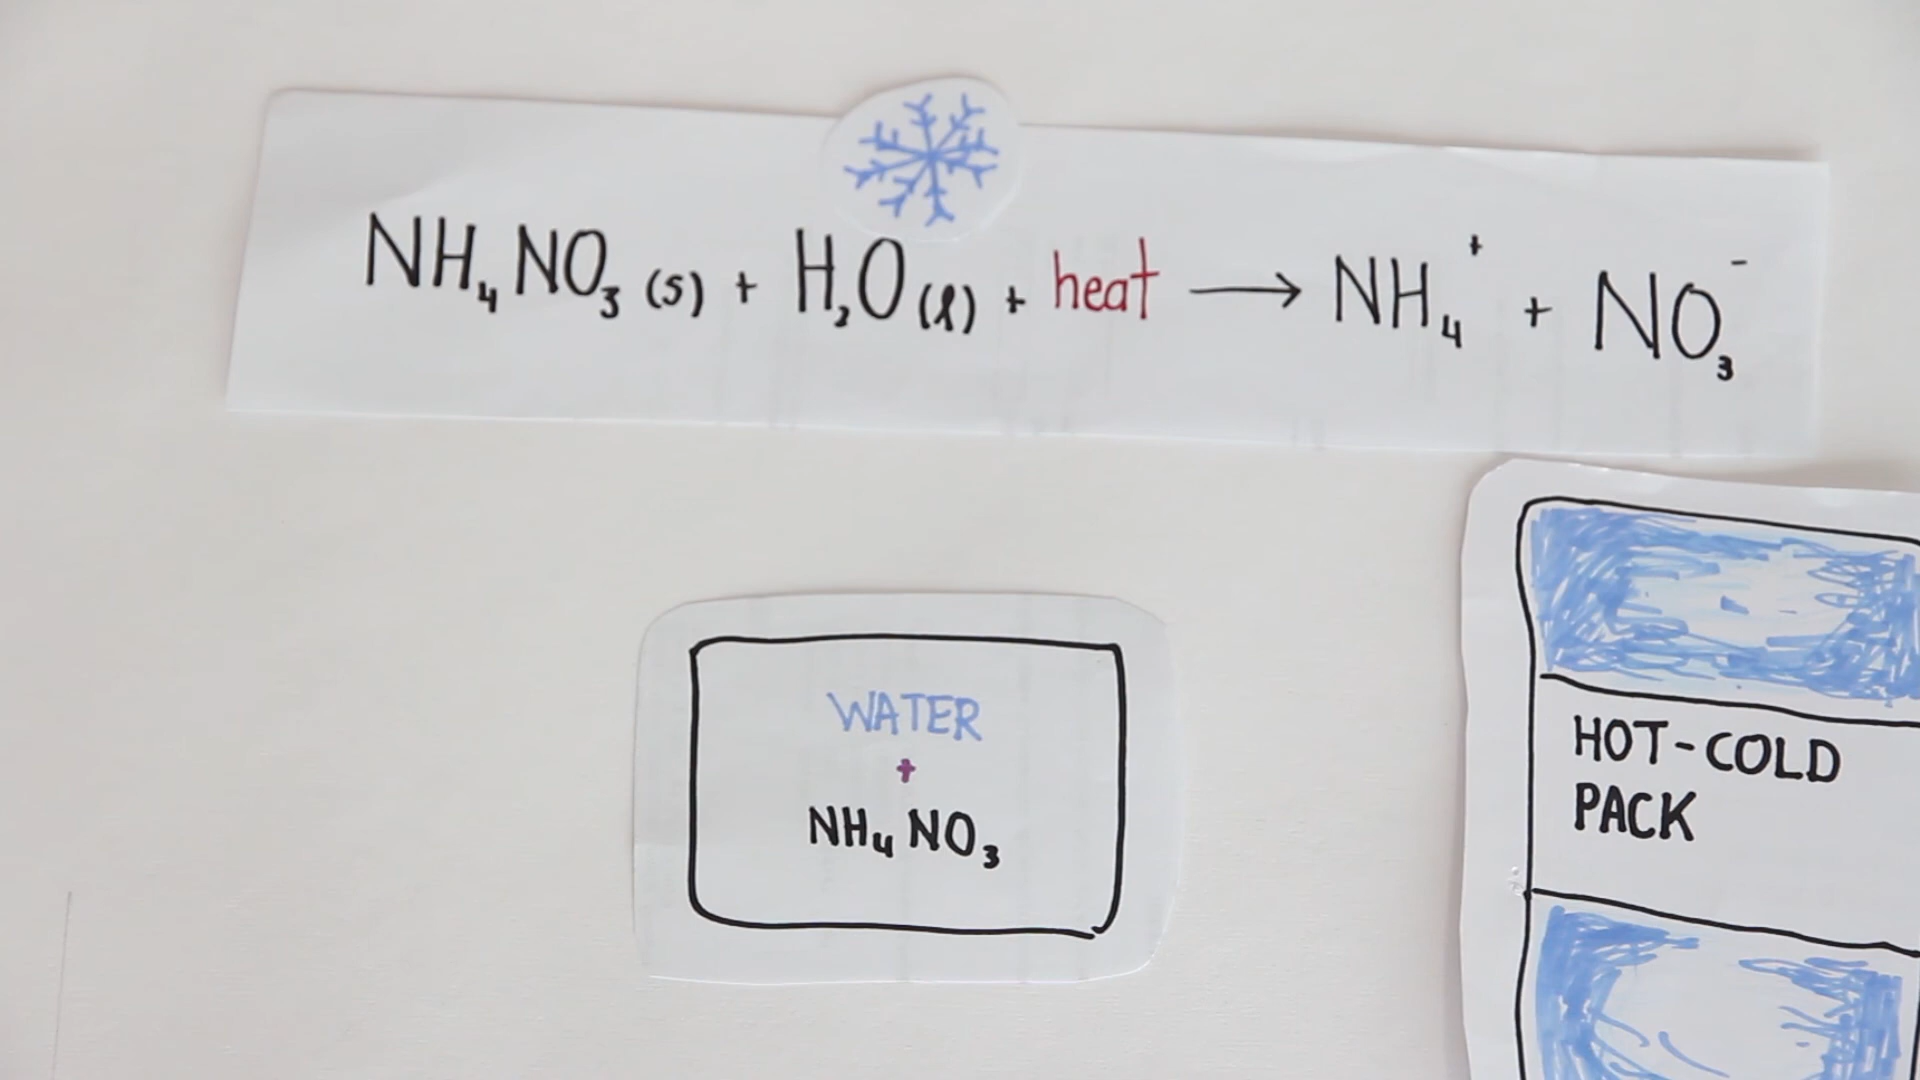 NH₄NO₃ (s) + H₂O (l) + heat → NH₄⁺ + NO₃⁻
WATER
+
NH₄NO₃
HOT-COLD
PACK